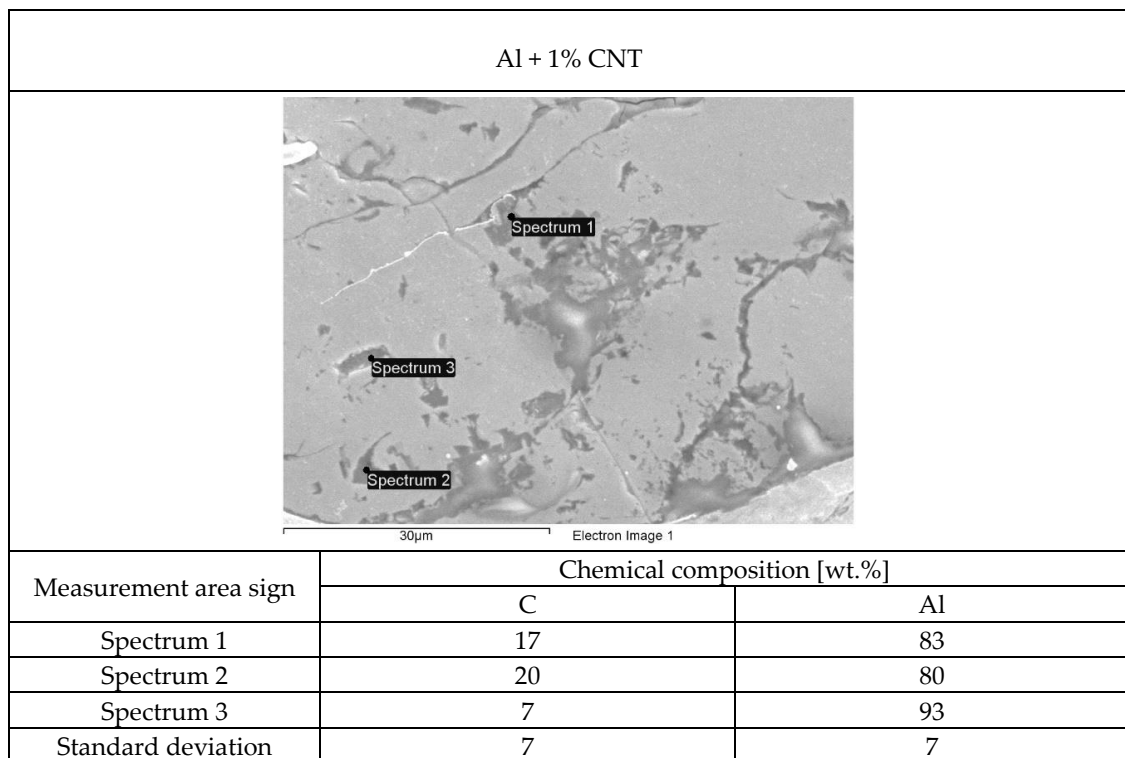 Al + 1% CNT
Spectrum 1
Spectrum 3
Spectrum 2
30µm Electron Image 1
Measurement area sign
Chemical composition [wt.%]
C Al
Spectrum 1 17 83
Spectrum 2 20 80
Spectrum 3 7 93
Standard deviation 7 7